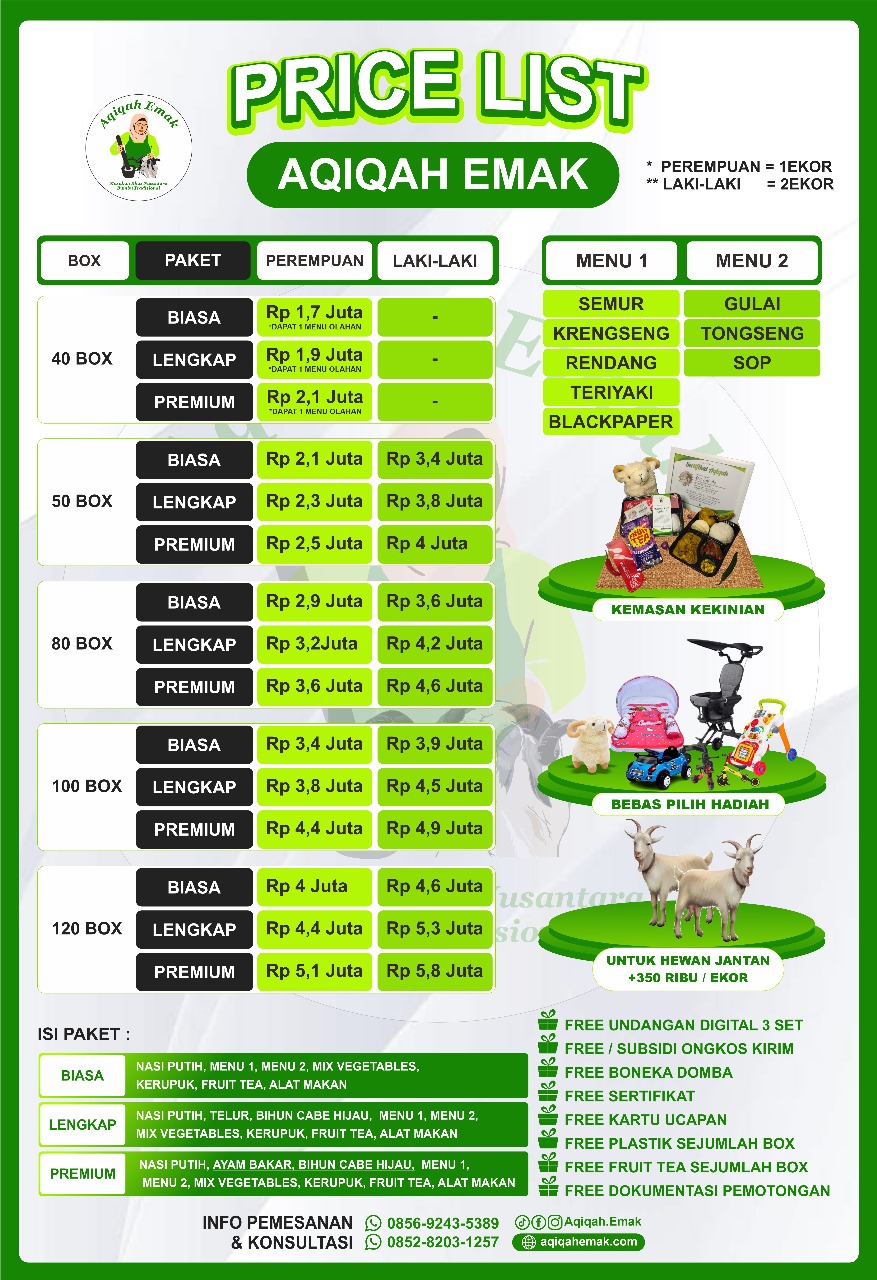 PRICE LIST
AQIQAH EMAK
Aqiqah Emak
* PEREMPUAN = 1EKOR
** LAKI-LAKI = 2EKOR
BOX PAKET PEREMPUAN LAKI-LAKI
40 BOX
BIASA Rp 1,7 Juta -
*DAPAT 1 MENU OLAHAN
LENGKAP Rp 1,9 Juta -
*DAPAT 1 MENU OLAHAN
PREMIUM Rp 2,1 Juta -
*DAPAT 1 MENU OLAHAN
50 BOX
BIASA Rp 2,1 Juta Rp 3,4 Juta
LENGKAP Rp 2,3 Juta Rp 3,8 Juta
PREMIUM Rp 2,5 Juta Rp 4 Juta
80 BOX
BIASA Rp 2,9 Juta Rp 3,6 Juta
LENGKAP Rp 3,2Juta Rp 4,2 Juta
PREMIUM Rp 3,6 Juta Rp 4,6 Juta
100 BOX
BIASA Rp 3,4 Juta Rp 3,9 Juta
LENGKAP Rp 3,8 Juta Rp 4,5 Juta
PREMIUM Rp 4,4 Juta Rp 4,9 Juta
120 BOX
BIASA Rp 4 Juta Rp 4,6 Juta
LENGKAP Rp 4,4 Juta Rp 5,3 Juta
PREMIUM Rp 5,1 Juta Rp 5,8 Juta
MENU 1 MENU 2
SEMUR GULAI
KRENGSENG TONGSENG
RENDANG SOP
TERIYAKI
BLACKPAPER
FRUIT TEA
KEMASAN KEKINIAN
BEBAS PILIH HADIAH
UNTUK HEWAN JANTAN
+350 RIBU / EKOR
ISI PAKET :
BIASA
NASI PUTIH, MENU 1, MENU 2, MIX VEGETABLES,
KERUPUK, FRUIT TEA, ALAT MAKAN
LENGKAP
NASI PUTIH, TELUR, BIHUN CABE HIJAU, MENU 1, MENU 2,
MIX VEGETABLES, KERUPUK, FRUIT TEA, ALAT MAKAN
PREMIUM
NASI PUTIH, AYAM BAKAR, BIHUN CABE HIJAU, MENU 1,
MENU 2, MIX VEGETABLES, KERUPUK, FRUIT TEA, ALAT MAKAN
FREE UNDANGAN DIGITAL 3 SET
FREE / SUBSIDI ONGKOS KIRIM
FREE BONEKA DOMBA
FREE SERTIFIKAT
FREE KARTU UCAPAN
FREE PLASTIK SEJUMLAH BOX
FREE FRUIT TEA SEJUMLAH BOX
FREE DOKUMENTASI PEMOTONGAN
INFO PEMESANAN
& KONSULTASI
0856-9243-5389
0852-8203-1257
Aqiqah.Emak
aqiqahemak.com